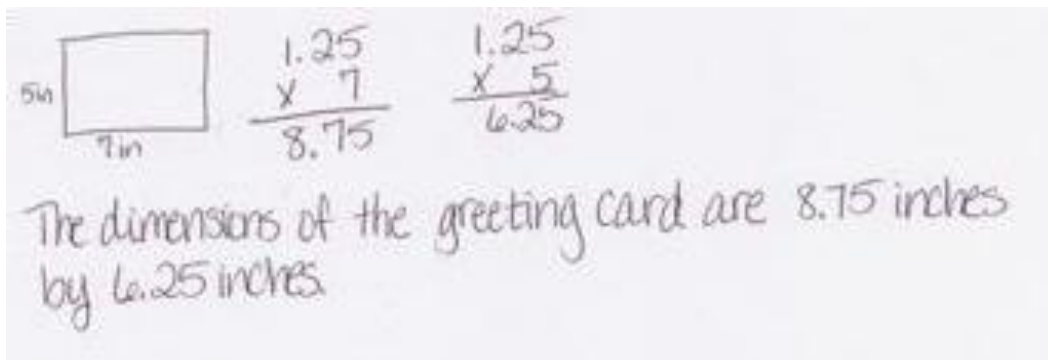 1.25 1.25
5in x 7 x 5
7in 8.75 6.25
The dimensions of the greeting card are 8.75 inches
by 6.25 inches.